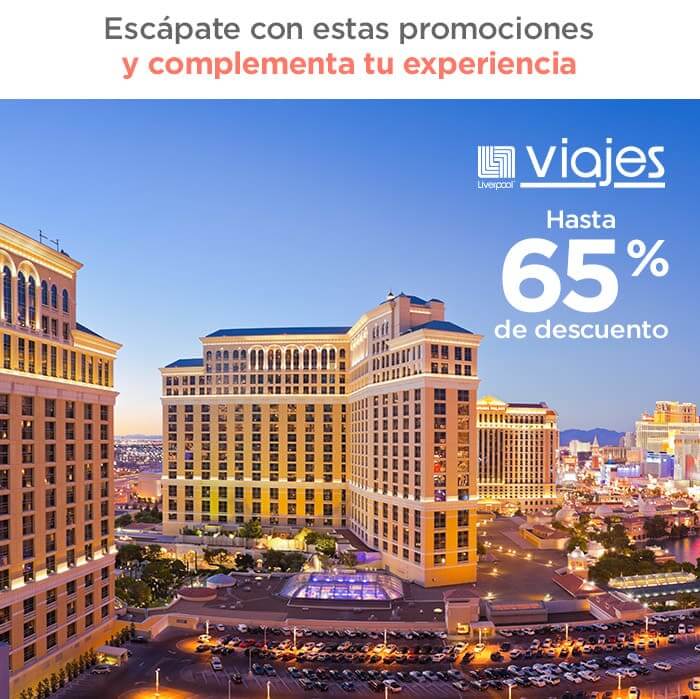 Escápate con estas promociones
y complementa tu experiencia
Liverpool
viajes
Hasta
65%
de descuento